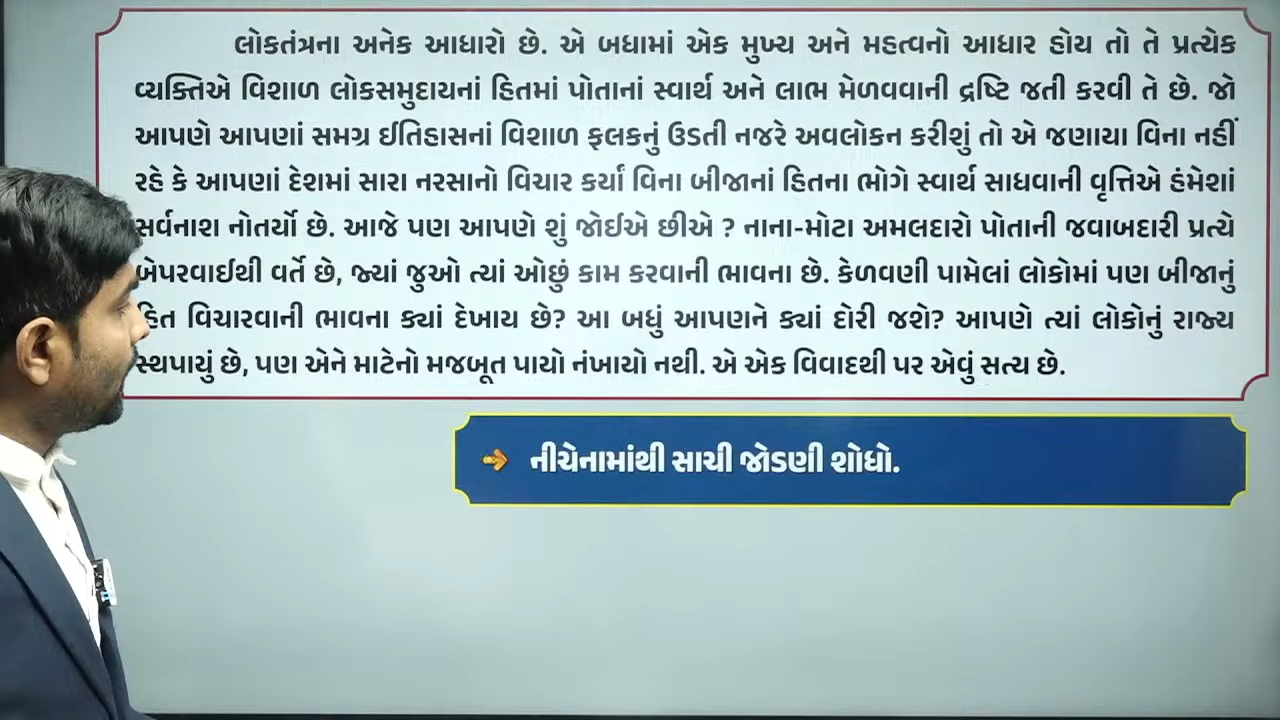 લોકતંત્રના અનેક આધારો છે. એ બધામાં એક મુખ્ય અને મહત્વનો આધાર હોય તો તે પ્રત્યેક
વ્યક્તિએ વિશાળ લોકસમુદાયનાં હિતમાં પોતાનાં સ્વાર્થ અને લાભ મેળવવાની દ્રષ્ટિ જતી કરવી તે છે. જો
આપણે આપણાં સમગ્ર ઈતિહાસનાં વિશાળ ફલકનું ઉડતી નજરે અવલોકન કરીશું તો એ જણાયા વિના નહીં
રહે કે આપણાં દેશમાં સારા નરસાનો વિચાર કર્યાં વિના બીજાનાં હિતના ભોગે સ્વાર્થ સાધવાની વૃત્તિએ હંમેશાં
સર્વનાશ નોતર્યો છે. આજે પણ આપણે શું જોઈએ છીએ ? નાના-મોટા અમલદારો પોતાની જવાબદારી પ્રત્યે
બેપરવાઈથી વર્તે છે, જ્યાં જુઓ ત્યાં ઓછું કામ કરવાની ભાવના છે. કેળવણી પામેલાં લોકોમાં પણ બીજાનું
હિત વિચારવાની ભાવના ક્યાં દેખાય છે? આ બધું આપણને ક્યાં દોરી જશે? આપણે ત્યાં લોકોનું રાજ્ય
સ્થપાયું છે, પણ એને માટેનો મજબૂત પાયો નંખાયો નથી. એ એક વિવાદથી પર એવું સત્ય છે.
નીચેનામાંથી સાચી જોડણી શોધો.